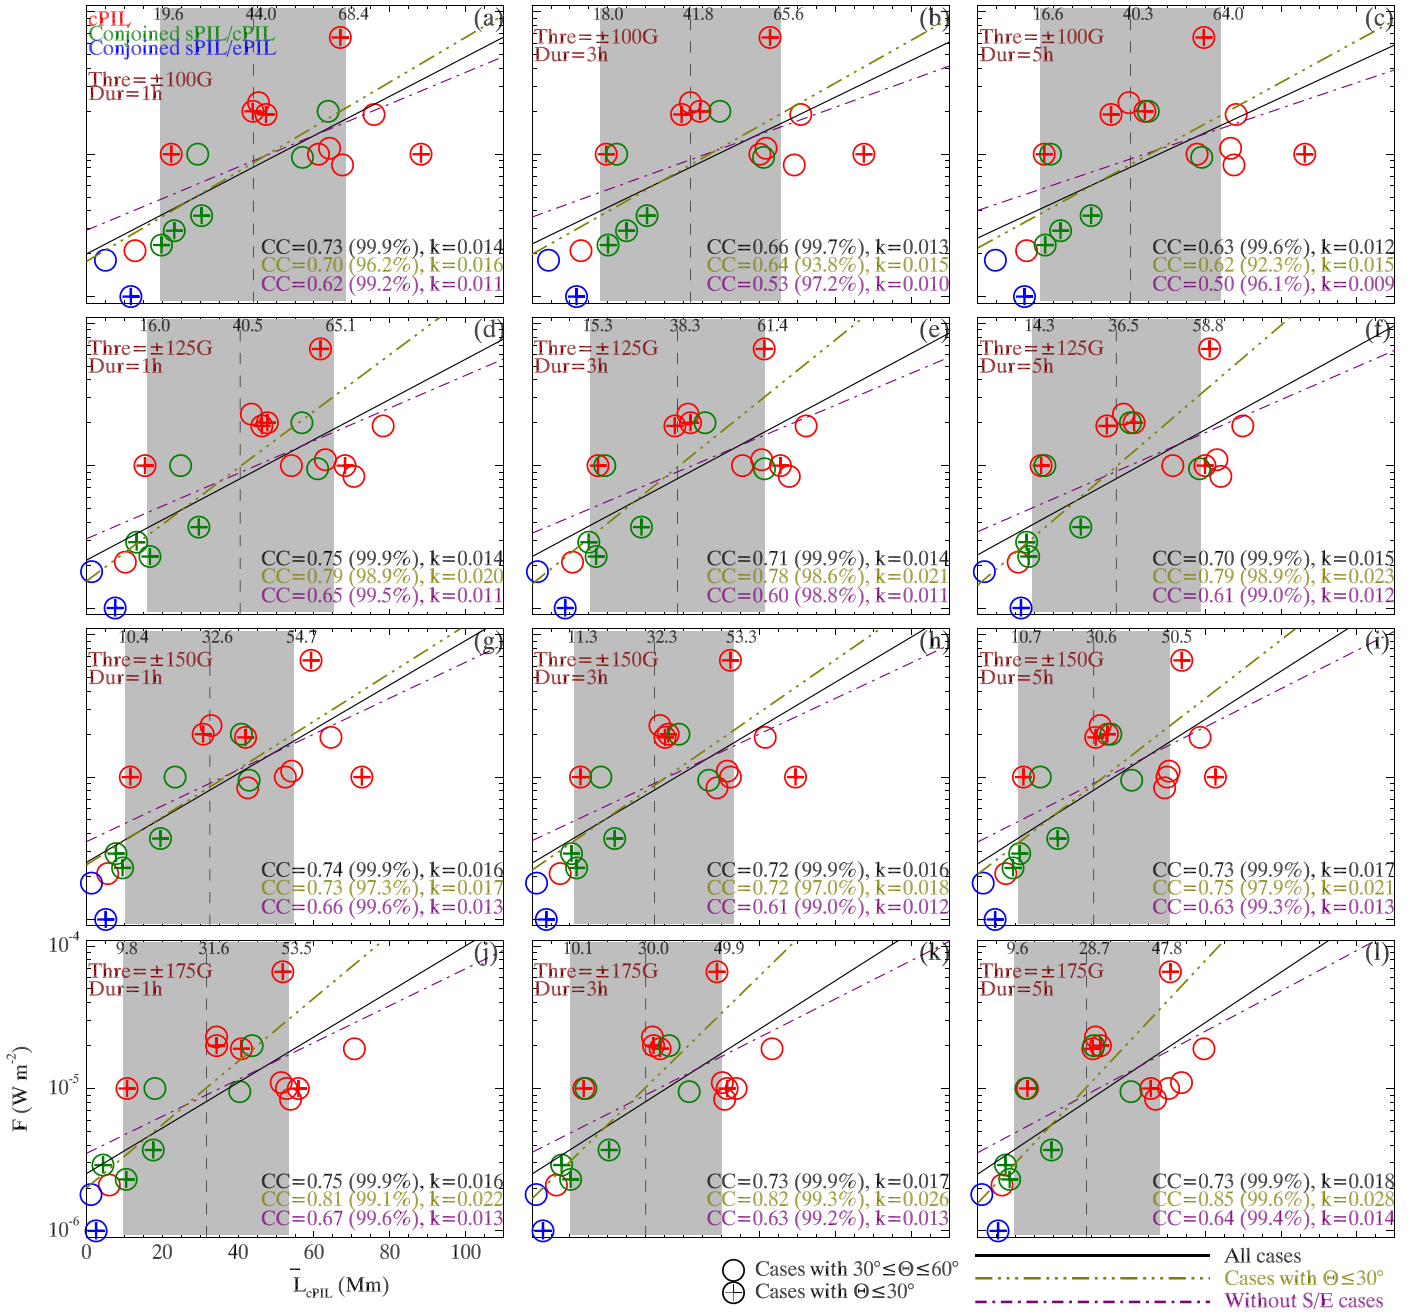 19.6 44.0 68.4 (a)
cPIL
Conjoined sPIL/cPIL
Conjoined sPIL/ePIL
Thre=±100G
Dur=1h
CC=0.73 (99.9%), k=0.014
CC=0.70 (96.2%), k=0.016
CC=0.62 (99.2%), k=0.011
18.0 41.8 65.6 (b)
Thre=±100G
Dur=3h
CC=0.66 (99.7%), k=0.013
CC=0.64 (93.8%), k=0.015
CC=0.53 (97.2%), k=0.010
16.6 40.3 64.0 (c)
Thre=±100G
Dur=5h
CC=0.63 (99.6%), k=0.012
CC=0.62 (92.3%), k=0.015
CC=0.50 (96.1%), k=0.009
16.0 40.5 65.1 (d)
Thre=±125G
Dur=1h
CC=0.75 (99.9%), k=0.014
CC=0.79 (98.9%), k=0.020
CC=0.65 (99.5%), k=0.011
15.3 38.3 61.4 (e)
Thre=±125G
Dur=3h
CC=0.71 (99.9%), k=0.014
CC=0.78 (98.6%), k=0.021
CC=0.60 (98.8%), k=0.011
14.3 36.5 58.8 (f)
Thre=±125G
Dur=5h
CC=0.70 (99.9%), k=0.015
CC=0.79 (98.9%), k=0.023
CC=0.61 (99.0%), k=0.012
10.4 32.6 54.7 (g)
Thre=±150G
Dur=1h
CC=0.74 (99.9%), k=0.016
CC=0.73 (97.3%), k=0.017
CC=0.66 (99.6%), k=0.013
11.3 32.3 53.3 (h)
Thre=±150G
Dur=3h
CC=0.72 (99.9%), k=0.016
CC=0.72 (97.0%), k=0.018
CC=0.61 (99.0%), k=0.012
10.7 30.6 50.5 (i)
Thre=±150G
Dur=5h
CC=0.73 (99.9%), k=0.017
CC=0.75 (97.9%), k=0.021
CC=0.63 (99.3%), k=0.013
9.8 31.6 53.5 (j)
Thre=±175G
Dur=1h
CC=0.75 (99.9%), k=0.016
CC=0.81 (99.1%), k=0.022
CC=0.67 (99.6%), k=0.013
10⁻⁴
10⁻⁵
10⁻⁶
F (W m⁻²)
0 20 40 60 80 100
L̅cPIL (Mm)
10.1 30.0 49.9 (k)
Thre=±175G
Dur=3h
CC=0.73 (99.9%), k=0.017
CC=0.82 (99.3%), k=0.026
CC=0.63 (99.2%), k=0.013
9.6 28.7 47.8 (l)
Thre=±175G
Dur=5h
CC=0.73 (99.9%), k=0.018
CC=0.85 (99.6%), k=0.028
CC=0.64 (99.4%), k=0.014
Cases with 30°≤Θ≤60°
Cases with Θ≤30°
All cases
Cases with Θ≤30°
Without S/E cases